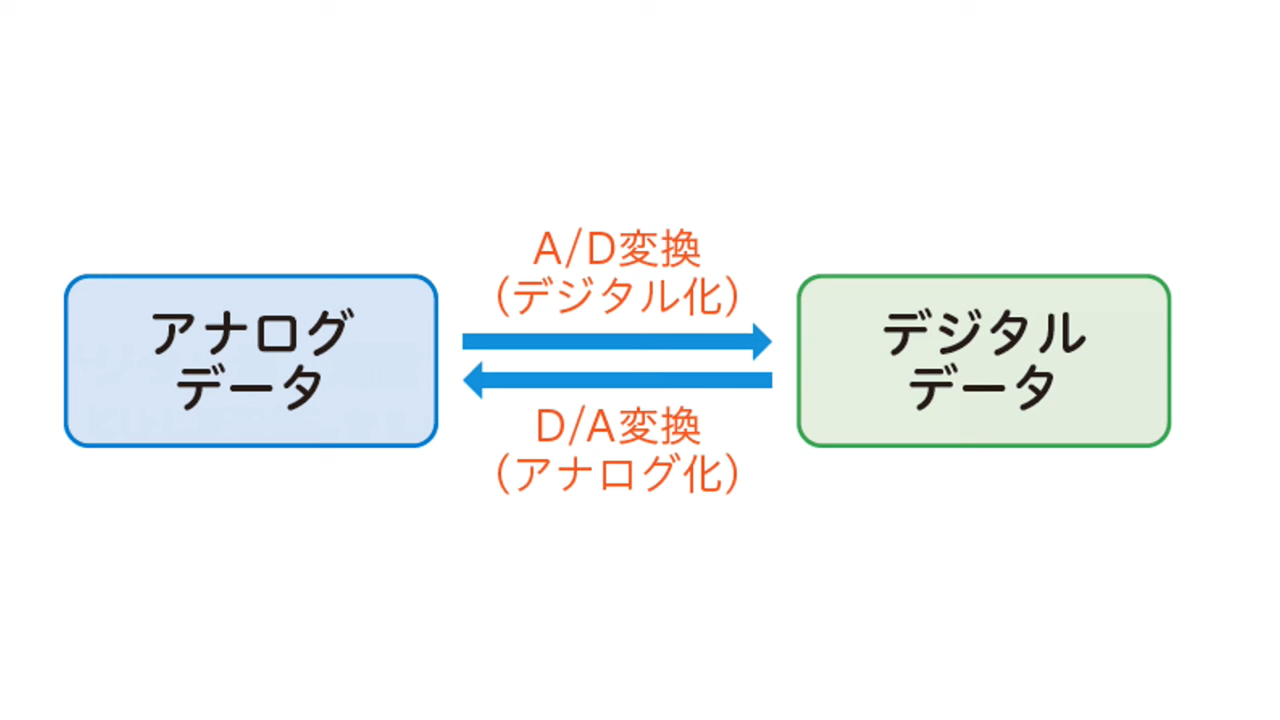 A/D変換
(デジタル化)
アナログ
データ
デジタル
データ
D/A変換
(アナログ化)